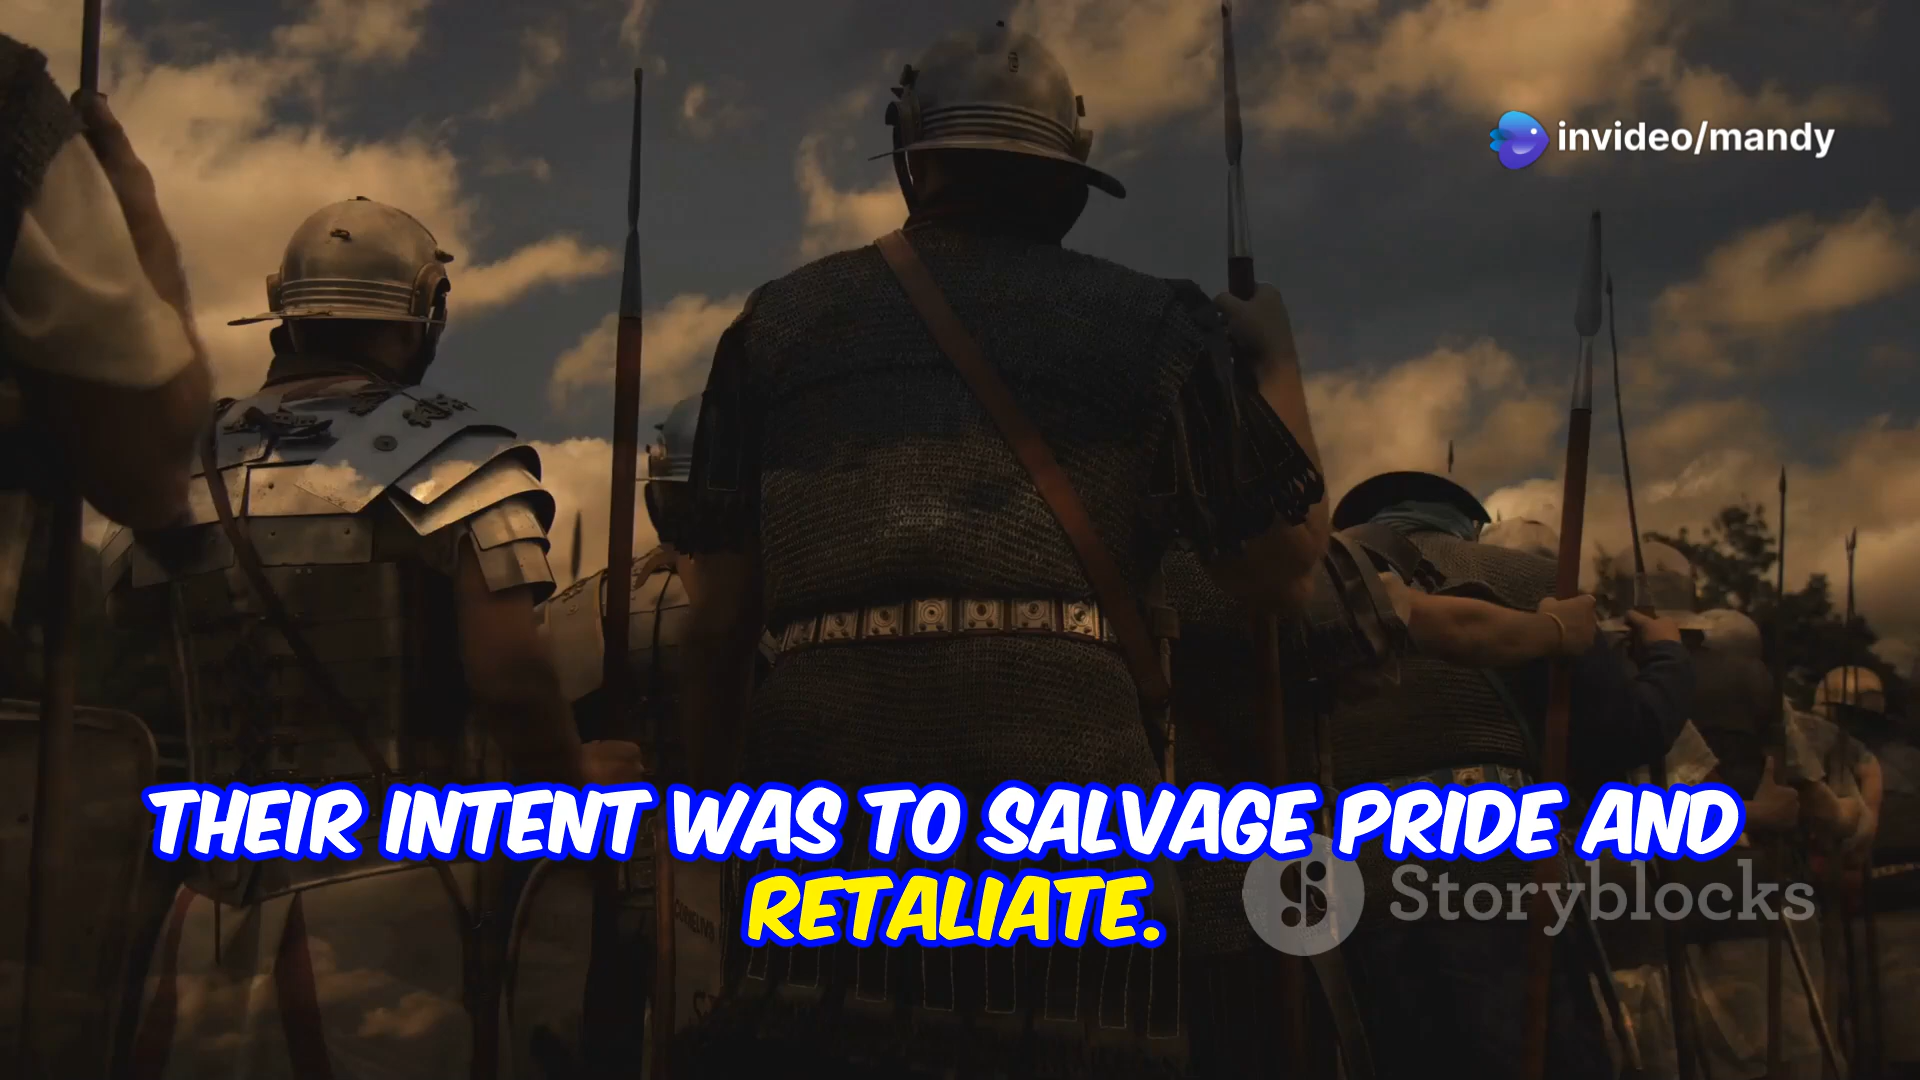 invideo/mandy
THEIR INTENT WAS TO SALVAGE PRIDE AND
RETALIATE.
Storyblocks